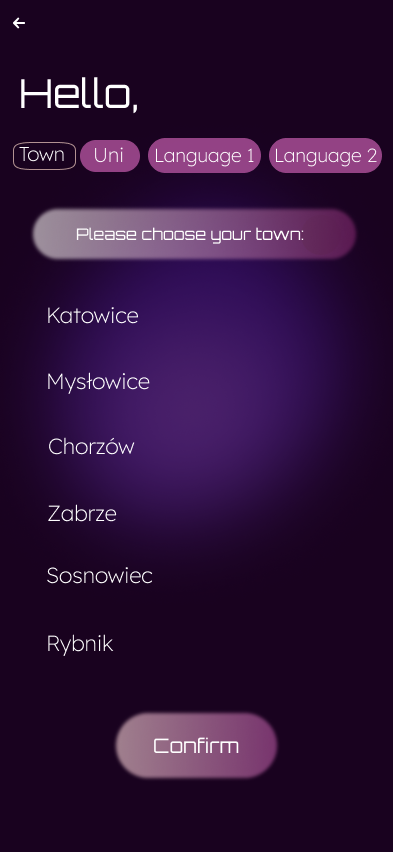 Hello,
Town Uni Language 1 Language 2
Please choose your town:
Katowice
Mysłowice
Chorzów
Zabrze
Sosnowiec
Rybnik
Confirm